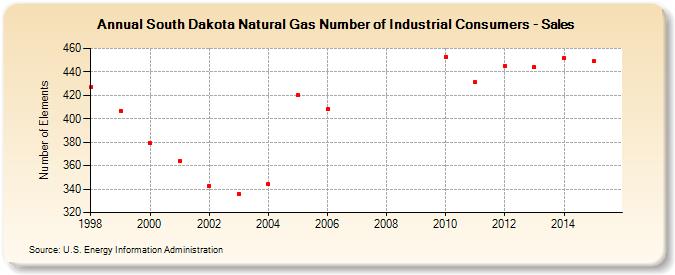 Annual South Dakota Natural Gas Number of Industrial Consumers - Sales
Number of Elements
460
440
420
400
380
360
340
320
1998 2000 2002 2004 2006 2008 2010 2012 2014
Source: U.S. Energy Information Administration